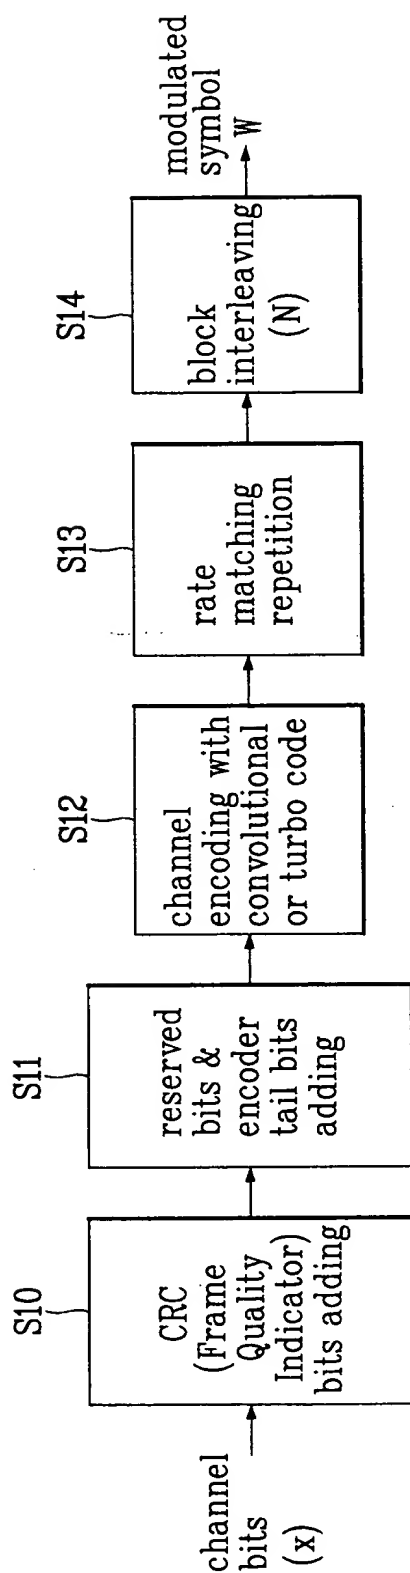 channel
bits
(x)
S10
CRC
(Frame
Quality
Indicator)
bits adding
S11
reserved
bits &
encoder
tail bits
adding
S12
channel
encoding with
convolutional
or turbo code
S13
rate
matching
repetition
S14
block
interleaving
(N)
modulated
symbol
W